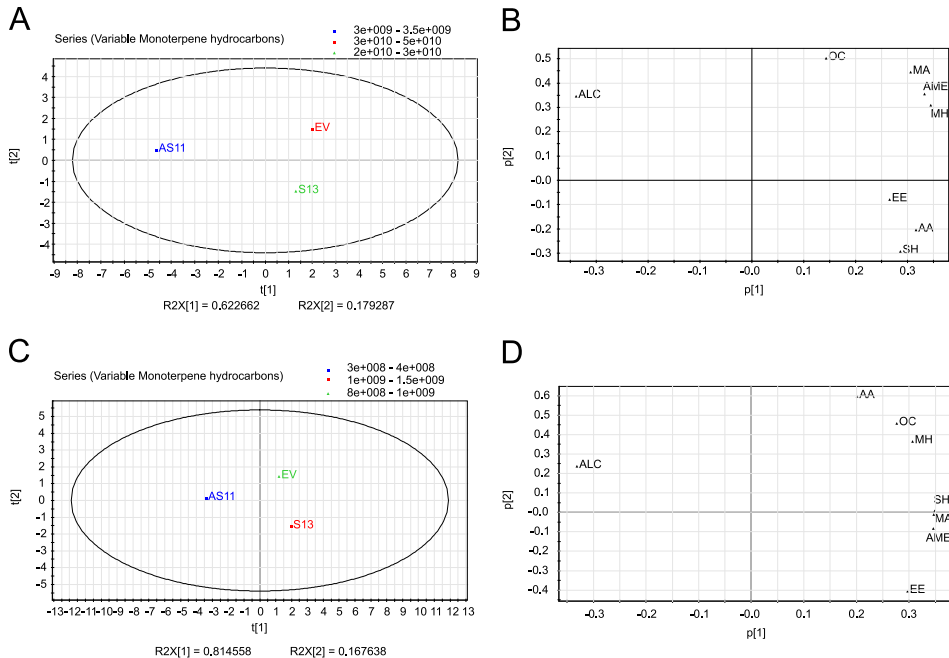 A
Series (Variable Monoterpene hydrocarbons)
3e+009 - 3.5e+009
3e+010 - 5e+010
2e+010 - 3e+010
t[2]
4
3
2
1
0
-1
-2
-3
-4
AS11
EV
S13
-9 -8 -7 -6 -5 -4 -3 -2 -1 0 1 2 3 4 5 6 7 8 9
t[1]
R2X[1] = 0.622662 R2X[2] = 0.179287
B
p[2]
0.5
0.4
0.3
0.2
0.1
-0.0
-0.1
-0.2
-0.3
OC
MA
AME
ALC
MH
EE
AA
SH
-0.3 -0.2 -0.1 -0.0 0.1 0.2 0.3
p[1]
C
Series (Variable Monoterpene hydrocarbons)
3e+008 - 4e+008
1e+009 - 1.5e+009
8e+008 - 1e+009
t[2]
5
4
3
2
1
0
-1
-2
-3
-4
-5
EV
AS11
S13
-13-12-11-10-9 -8 -7 -6 -5 -4 -3 -2 -1 0 1 2 3 4 5 6 7 8 9 10 11 12 13
t[1]
R2X[1] = 0.814558 R2X[2] = 0.167638
D
p[2]
0.6
0.5
0.4
0.3
0.2
0.1
-0.0
-0.1
-0.2
-0.3
-0.4
AA
OC
MH
ALC
SH
MA
AME
EE
-0.3 -0.2 -0.1 -0.0 0.1 0.2 0.3
p[1]